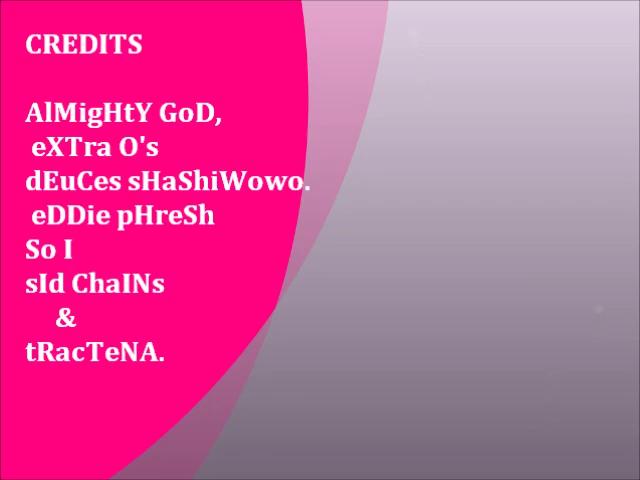 CREDITS
AlMigHtY GoD,
eXTra O's
dEuCes sHaShiWowo.
eDDie pHreSh
So I
sId ChaINs
&
tRacTeNA.